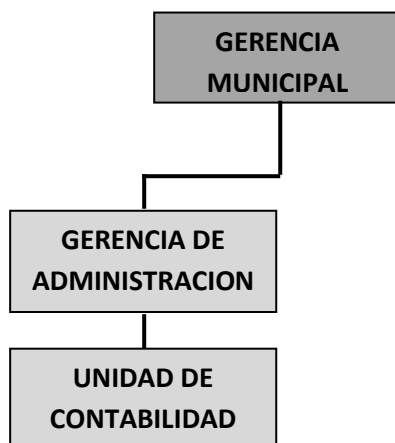 GERENCIA
MUNICIPAL
GERENCIA DE
ADMINISTRACION
UNIDAD DE
CONTABILIDAD